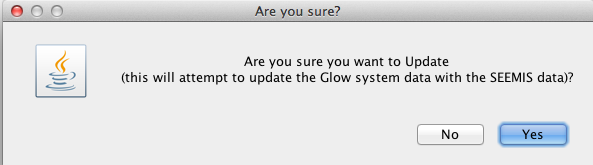 Are you sure?
Are you sure you want to Update
(this will attempt to update the Glow system data with the SEEMIS data)?
No
Yes